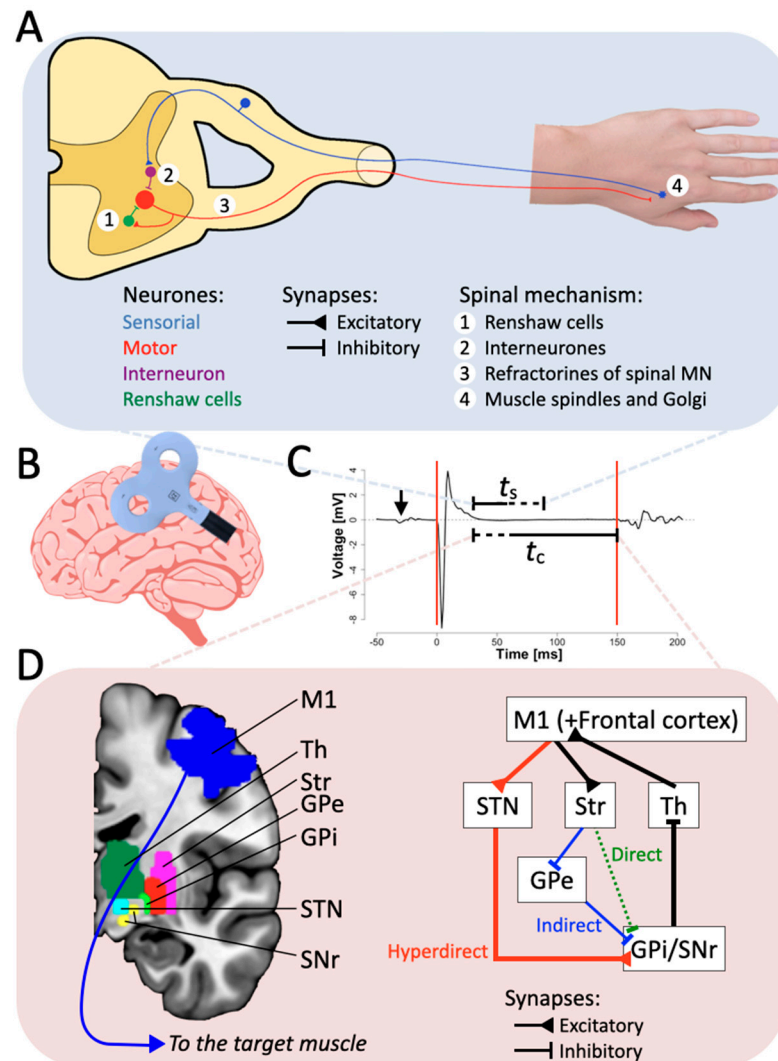 A
1
2
3
4
Neurones:
Sensorial
Motor
Interneuron
Renshaw cells
Synapses:
Excitatory
Inhibitory
Spinal mechanism:
1 Renshaw cells
2 Interneurones
3 Refractorines of spinal MN
4 Muscle spindles and Golgi
B
C
Voltage [mV]
4
2
0
-2
-4
-6
-8
ts
tc
-50 0 50 100 150 200
Time [ms]
D
M1
Th
Str
GPe
GPi
STN
SNr
To the target muscle
M1 (+Frontal cortex)
STN Str Th
Direct
GPe
Indirect
Hyperdirect
GPi/SNr
Synapses:
Excitatory
Inhibitory